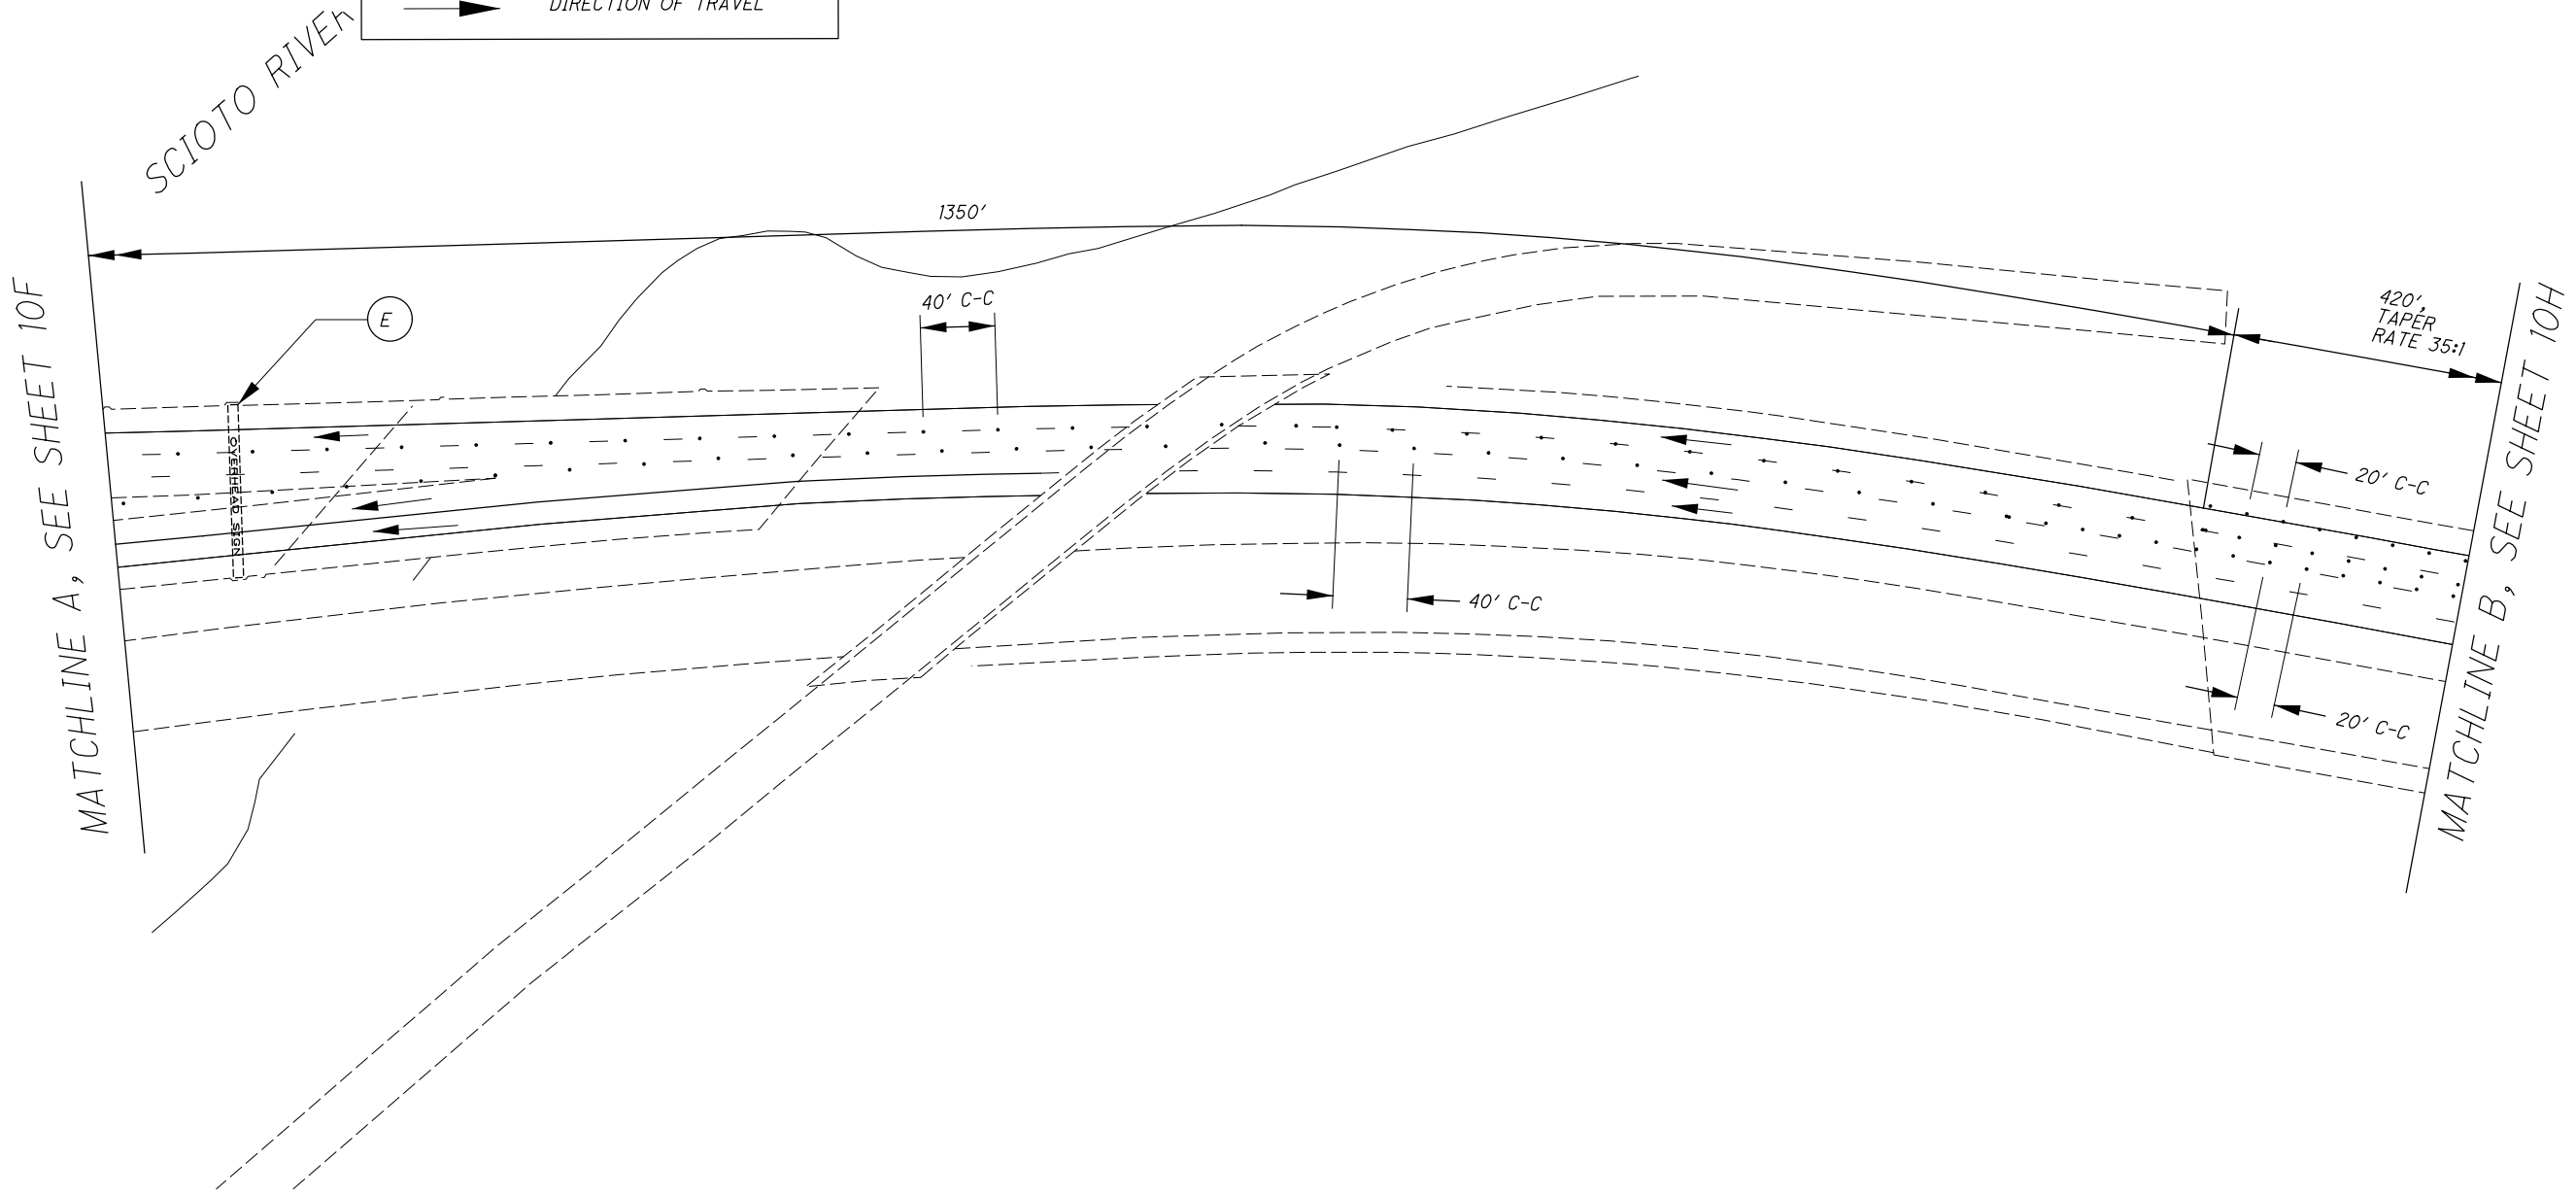 DIRECTION OF TRAVEL
SCIOTO RIVER
1350'
40' C-C
E
420',
TAPER
RATE 35:1
20' C-C
OVERHEAD SIGN
40' C-C
20' C-C
MATCHLINE A, SEE SHEET 10F
MATCHLINE B, SEE SHEET 10H